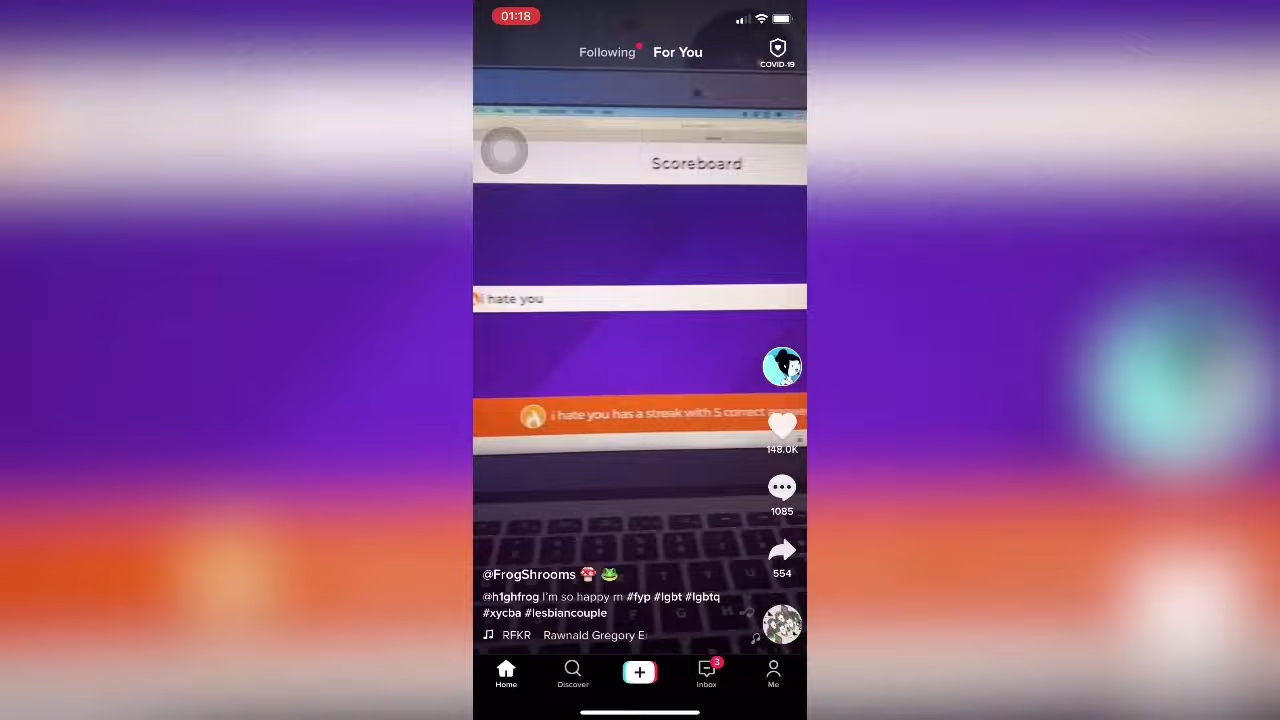 01:18
Following
For You
COVID-19
Scoreboard
i hate you
i hate you has a streak with 5 correct
148.0K
1085
554
@FrogShrooms 🍄 🐸
@h1ghfrog I'm so happy rn #fyp #lgbt #lgbtq
#xycba #lesbiancouple
RFKR Rawnald Gregory E
Home
Discover
3
Inbox
Me